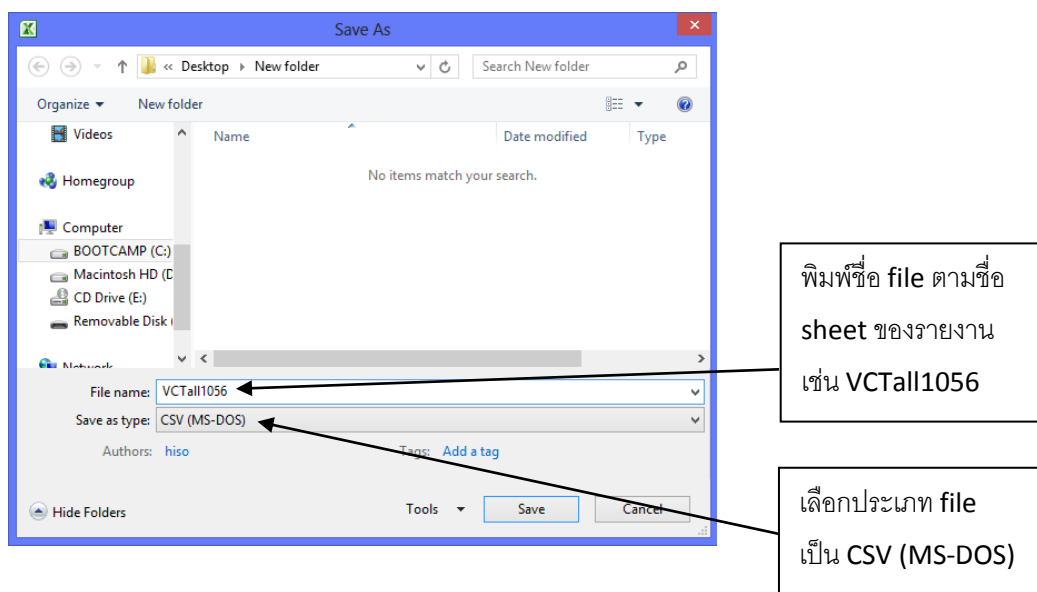 Save As
« Desktop New folder
Search New folder
Organize New folder
Videos
Name Date modified Type
No items match your search.
Homegroup
Computer
BOOTCAMP (C:)
Macintosh HD (D
CD Drive (E:)
Removable Disk (
Network
File name: VCTall1056
Save as type: CSV (MS-DOS)
Authors: hiso Tags: Add a tag
Hide Folders Tools Save Cancel
พิมพ์ชื่อ file ตามชื่อ
sheet ของรายงาน
เช่น VCTall1056
เลือกประเภท file
เป็น CSV (MS-DOS)